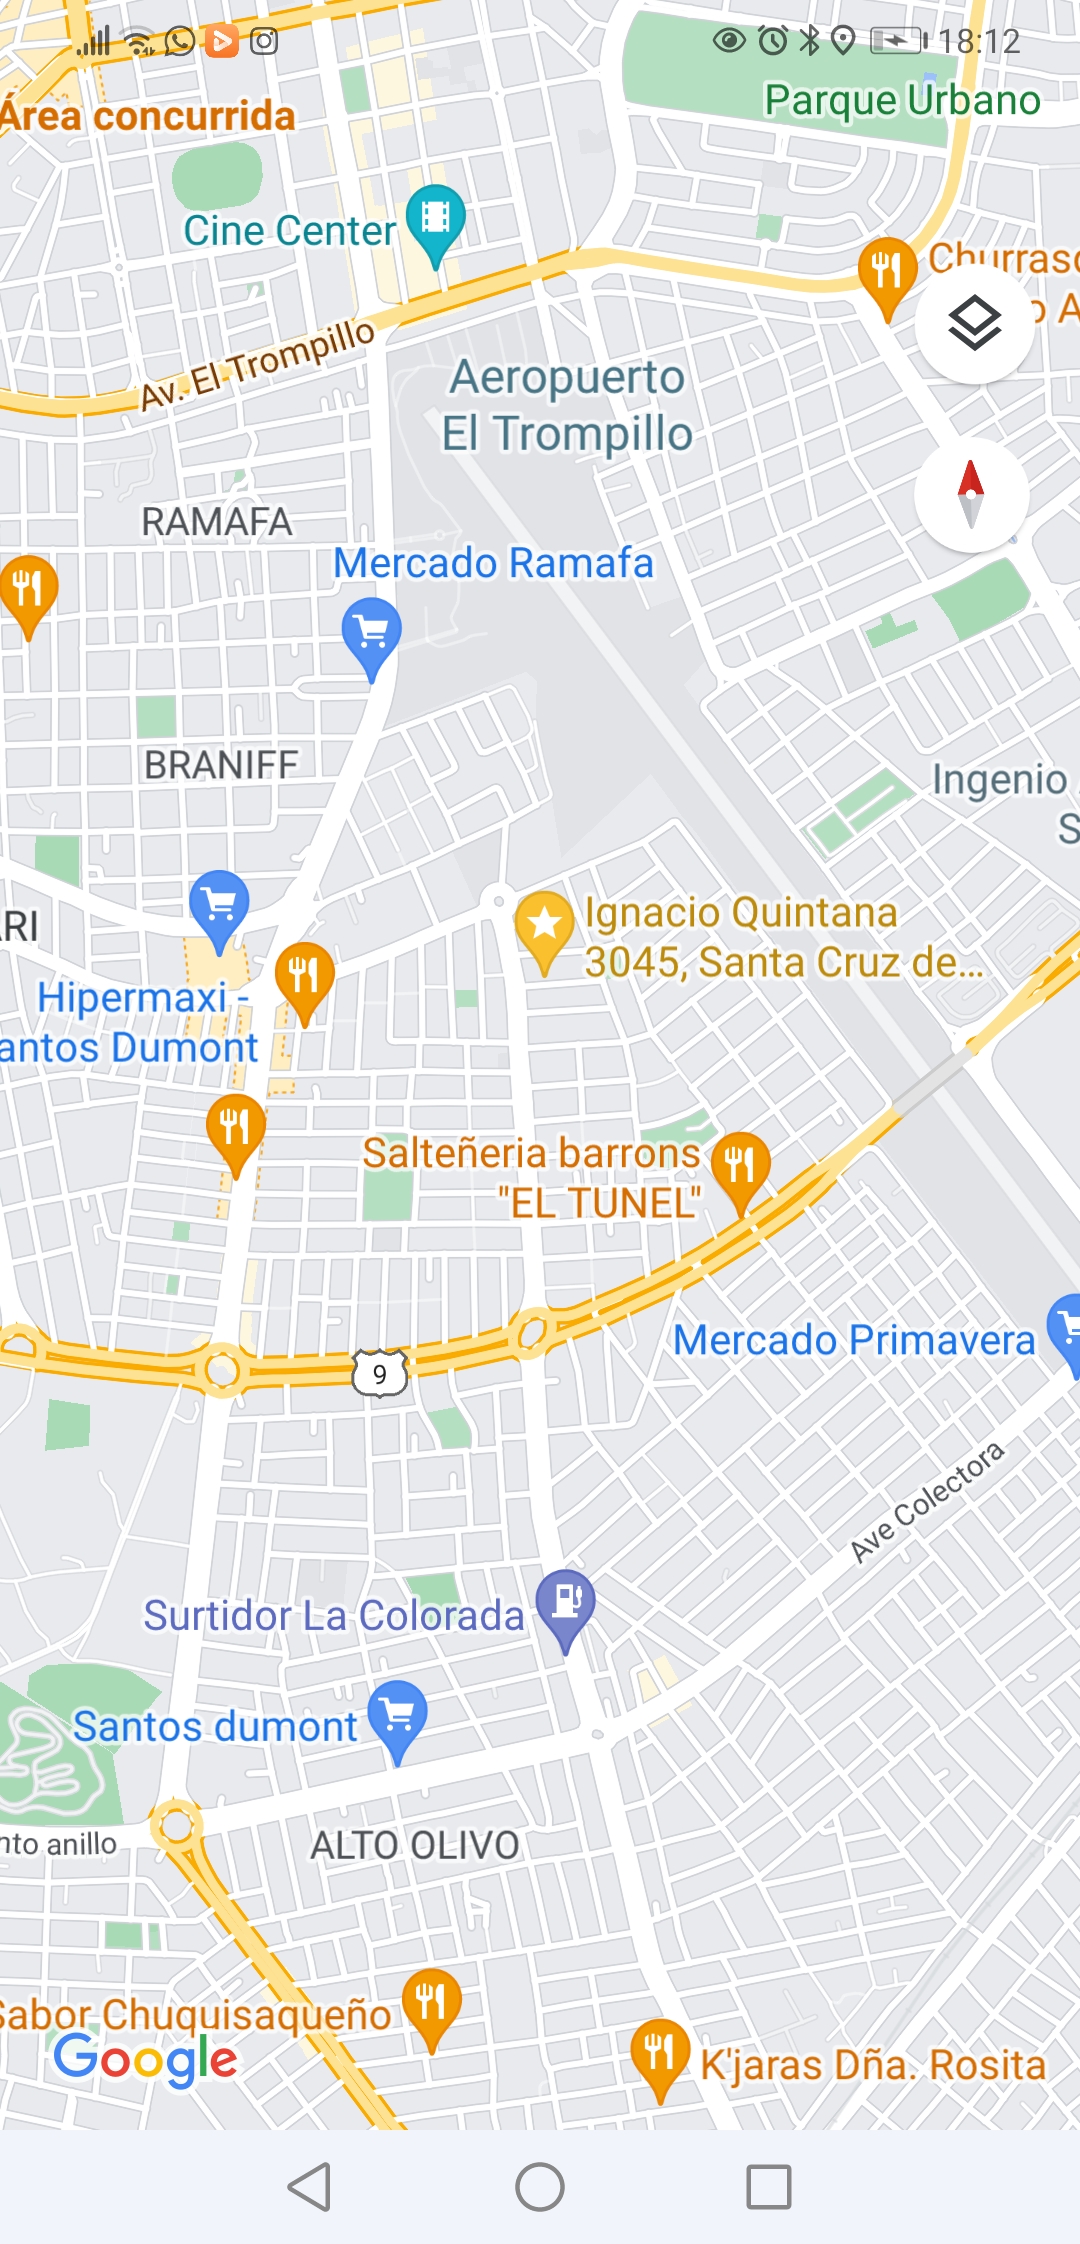 18:12
Parque Urbano
Área concurrida
Cine Center
Churrasc
o A
Av. El Trompillo
Aeropuerto
El Trompillo
RAMAFA
Mercado Ramafa
BRANIFF
Ingenio
S
ARI
Ignacio Quintana
3045, Santa Cruz de...
Hipermaxi -
antos Dumont
Salteñeria barrons
"EL TUNEL"
Mercado Primavera
9
Ave Colectora
Surtidor La Colorada
Santos dumont
nto anillo
ALTO OLIVO
Sabor Chuquisaqueño
Google
K'jaras Dña. Rosita